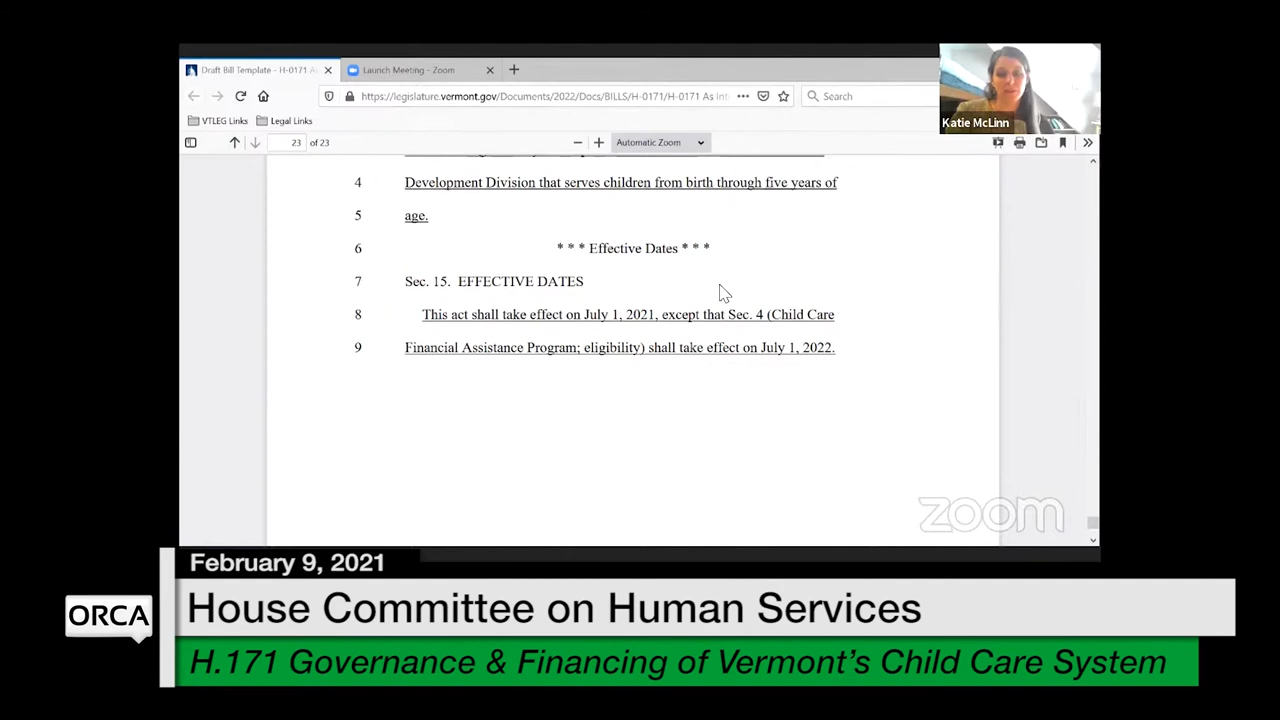 Draft Bill Template - H-0171 As
Launch Meeting - Zoom
https://legislature.vermont.gov/Documents/2022/Docs/BILLS/H-0171/H-0171 As Int
Search
VTLEG Links
Legal Links
23 of 23
Automatic Zoom
Katie McLinn
4 Development Division that serves children from birth through five years of
5 age.
6 * * * Effective Dates * * *
7 Sec. 15. EFFECTIVE DATES
8 This act shall take effect on July 1, 2021, except that Sec. 4 (Child Care
9 Financial Assistance Program; eligibility) shall take effect on July 1, 2022.
zoom
February 9, 2021
ORCA
House Committee on Human Services
H.171 Governance & Financing of Vermont's Child Care System